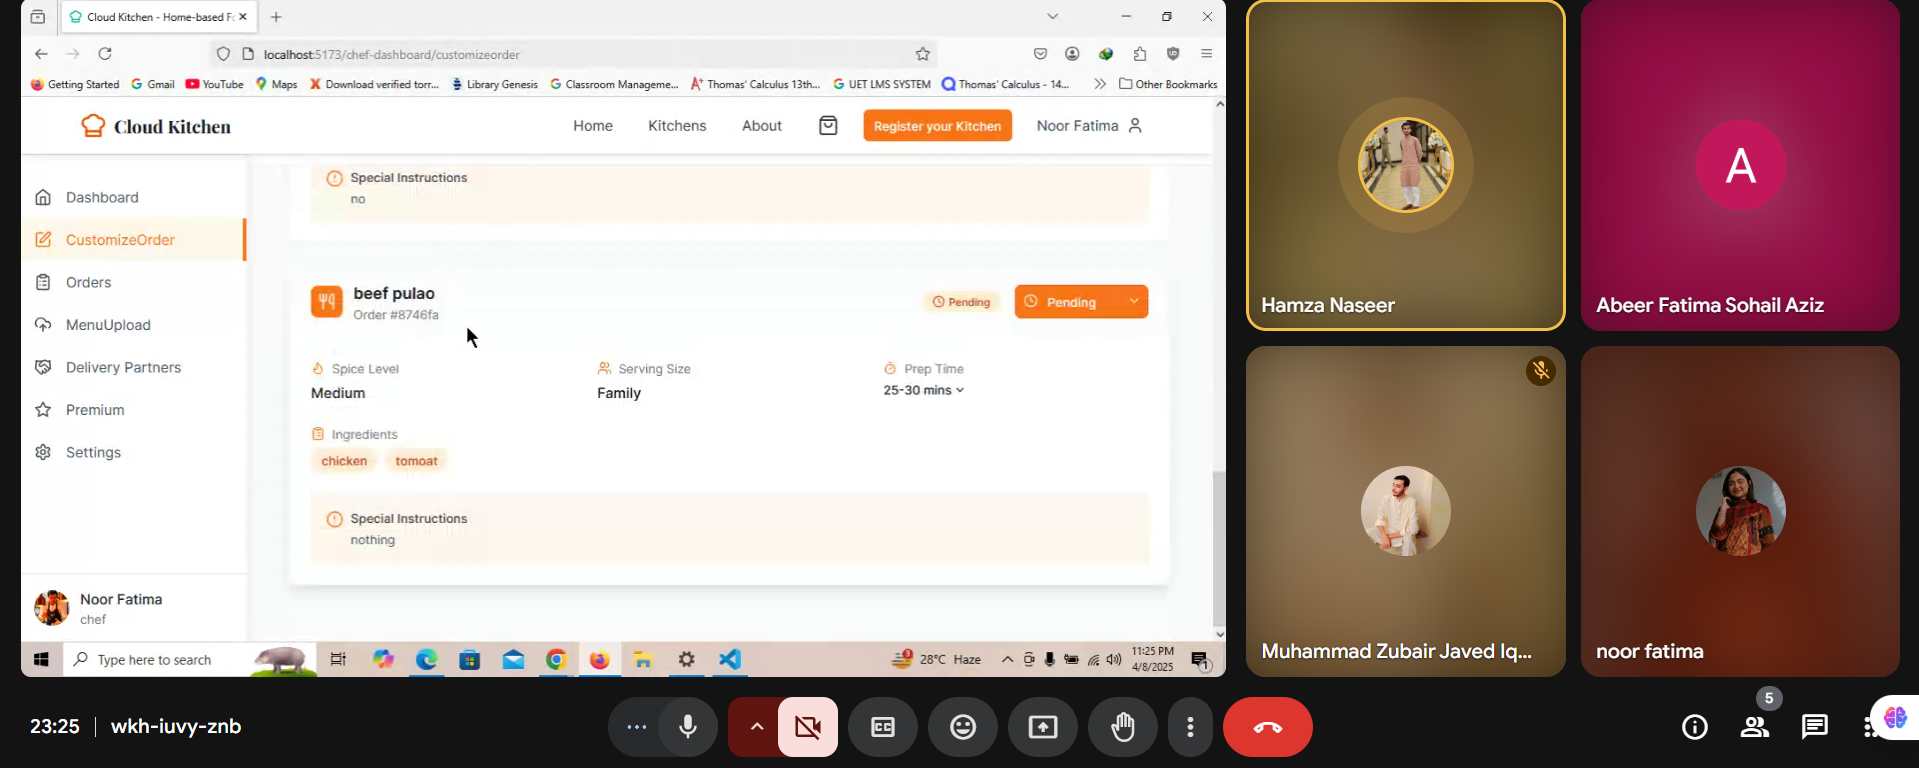 Cloud Kitchen - Home-based Fo
localhost:5173/chef-dashboard/customizeorder
Getting Started
Gmail
YouTube
Maps
Download verified torr...
Library Genesis
Classroom Manageme...
Thomas' Calculus 13th...
UET LMS SYSTEM
Thomas' Calculus - 14...
Other Bookmarks
Cloud Kitchen
Home
Kitchens
About
Register your Kitchen
Noor Fatima
Dashboard
CustomizeOrder
Orders
MenuUpload
Delivery Partners
Premium
Settings
Noor Fatima
chef
Special Instructions
no
beef pulao
Order #8746fa
Pending
Pending
Spice Level
Medium
Serving Size
Family
Prep Time
25-30 mins
Ingredients
chicken
tomoat
Special Instructions
nothing
Type here to search
28°C Haze
11:25 PM
4/8/2025
Hamza Naseer
A
Abeer Fatima Sohail Aziz
Muhammad Zubair Javed Iq...
noor fatima
23:25
wkh-iuvy-znb
CC
5